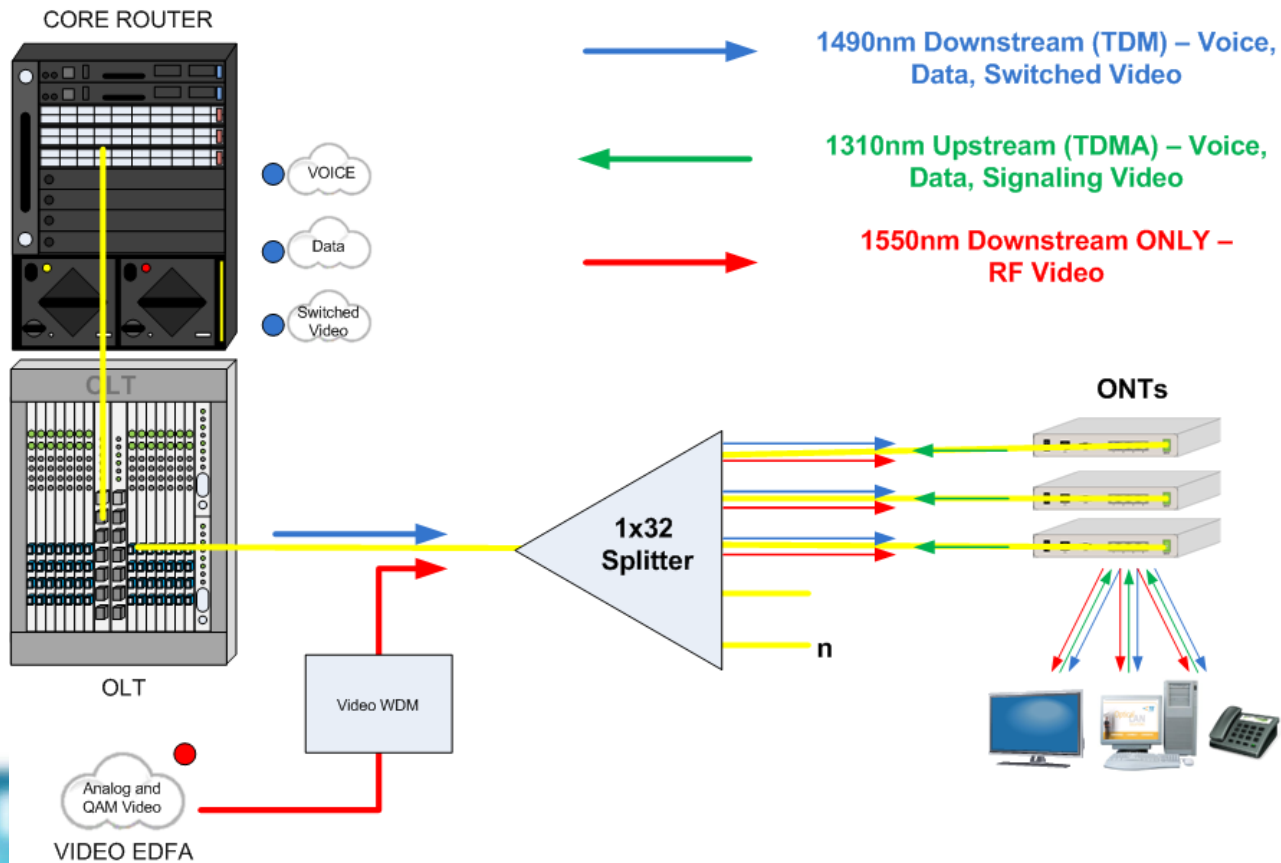 CORE ROUTER
1490nm Downstream (TDM) – Voice,
Data, Switched Video
1310nm Upstream (TDMA) – Voice,
Data, Signaling Video
1550nm Downstream ONLY –
RF Video
VOICE
Data
Switched
Video
OLT
ONTs
1x32
Splitter
n
OLT
Video WDM
Analog and
QAM Video
VIDEO EDFA
LAN